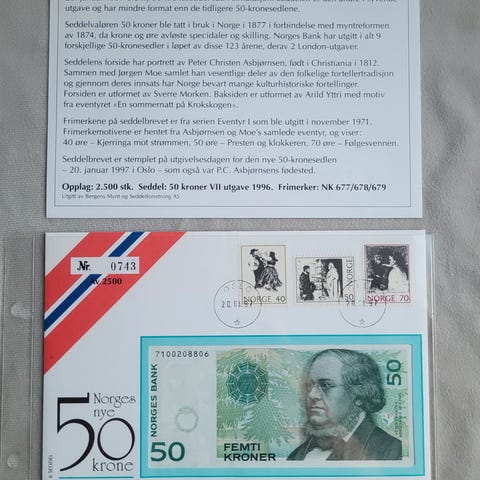 utgave og har mindre format enn de tidligere 50-kronesedlene.
Seddelvaløren 50 kroner ble tatt i bruk i Norge i 1877 i forbindelse med myntreformen
av 1874, da krone og øre avløste specidaler og skilling. Norges Bank har utgitt i alt 9
forskjellige 50-kronesedler i løpet av disse 123 årene, derav 2 London-utgaver.
Seddelens forside har portrett av Peter Christen Asbjørnsen, født i Christiania i 1812.
Sammen med Jørgen Moe samlet han vesentlige deler av den folkelige fortellertradisjon
og gjennom deres innsats har Norge bevart mange kulturhistoriske fortellinger.
Forsiden er utformet av Sverre Morken. Baksiden er utformet av Arild Yttri med motiv
fra eventyret «En sommernatt på Krokskogen».
Frimerkene på seddelbrevet er fra serien Eventyr I som ble utgitt i november 1971.
Frimerkemotivene er hentet fra Asbjørnsen og Moe's samlede eventyr, og viser:
40 øre – Kjerringa mot strømmen, 50 øre – Presten og klokkeren, 70 øre – Følgesvennen.
Seddelbrevet er stemplet på utgivelsesdagen for den nye 50-kronesedlen
– 20. januar 1997 i Oslo – som også var P.C. Asbjørnsens fødested.
Opplag: 2.500 stk. Seddel: 50 kroner VII utgave 1996. Frimerker: NK 677/678/679
Utgitt av Bergens Mynt og Seddelforretning AS
Nr. 0743
Av 2500
NORGE 40
50 NORGE
NORGE 70
OSLO
20.01.97
20.01.97
7100208806
NORGES BANK
50
50
FEMTI
KRONER
Norges
nye
50
krone
6. SEDDEL